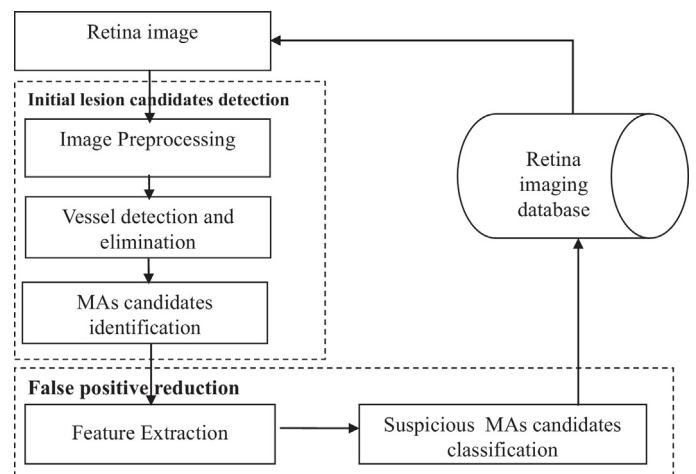 Retina image
Initial lesion candidates detection
Image Preprocessing
Vessel detection and
elimination
MAs candidates
identification
Retina
imaging
database
False positive reduction
Feature Extraction
Suspicious MAs candidates
classification